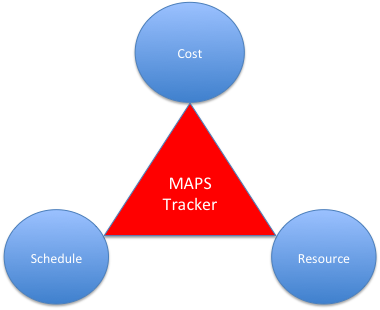 Cost
MAPS
Tracker
Schedule
Resource